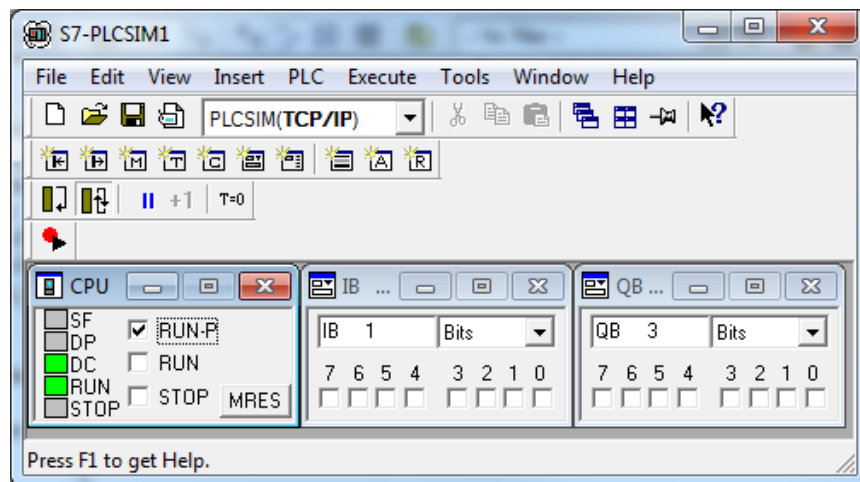 S7-PLCSIM1
File Edit View Insert PLC Execute Tools Window Help
PLCSIM(TCP/IP)
+1 T=0
CPU
SF
DP
DC
RUN
STOP
RUN-P
RUN
STOP
MRES
IB ...
IB 1 Bits
7 6 5 4 3 2 1 0
QB ...
QB 3 Bits
7 6 5 4 3 2 1 0
Press F1 to get Help.